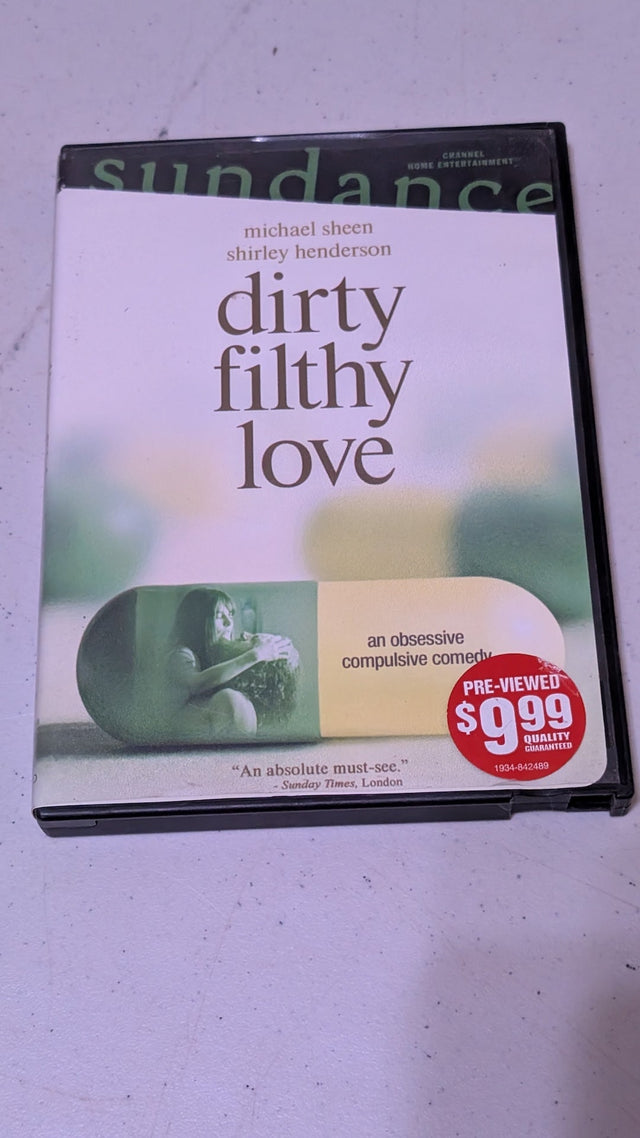 sundance
CHANNEL
HOME ENTERTAINMENT™
michael sheen
shirley henderson
dirty
filthy
love
an obsessive
compulsive comedy
PRE-VIEWED
$9.99
QUALITY
GUARANTEED
1934-842489
“An absolute must-see.”
- Sunday Times, London